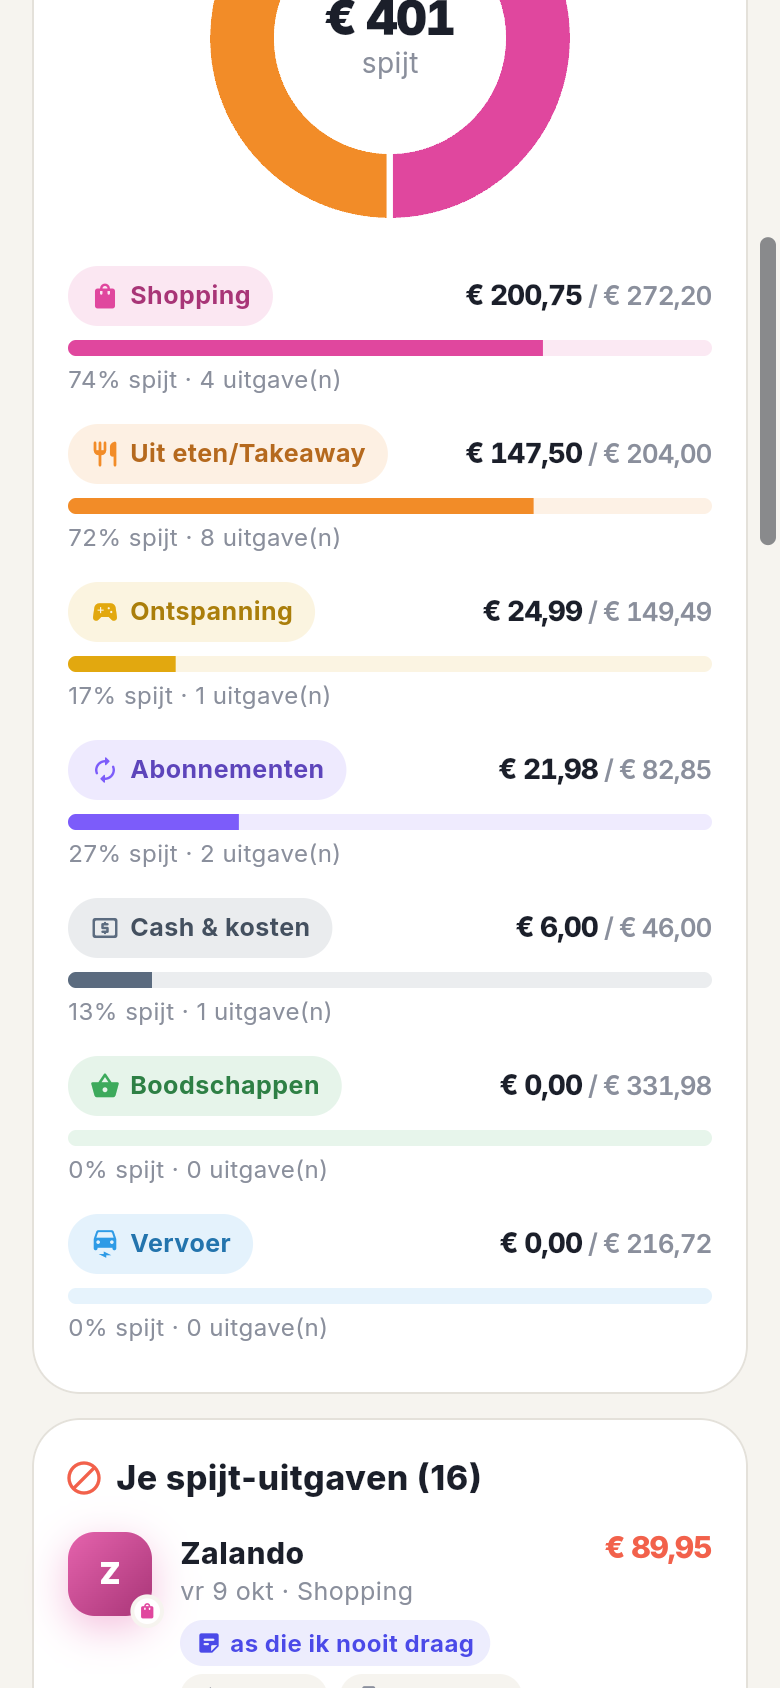 € 401
spijt
Shopping € 200,75 / € 272,20
74% spijt · 4 uitgave(n)
Uit eten/Takeaway € 147,50 / € 204,00
72% spijt · 8 uitgave(n)
Ontspanning € 24,99 / € 149,49
17% spijt · 1 uitgave(n)
Abonnementen € 21,98 / € 82,85
27% spijt · 2 uitgave(n)
Cash & kosten € 6,00 / € 46,00
13% spijt · 1 uitgave(n)
Boodschappen € 0,00 / € 331,98
0% spijt · 0 uitgave(n)
Vervoer € 0,00 / € 216,72
0% spijt · 0 uitgave(n)
Je spijt-uitgaven (16)
z Zalando € 89,95
vr 9 okt · Shopping
as die ik nooit draag